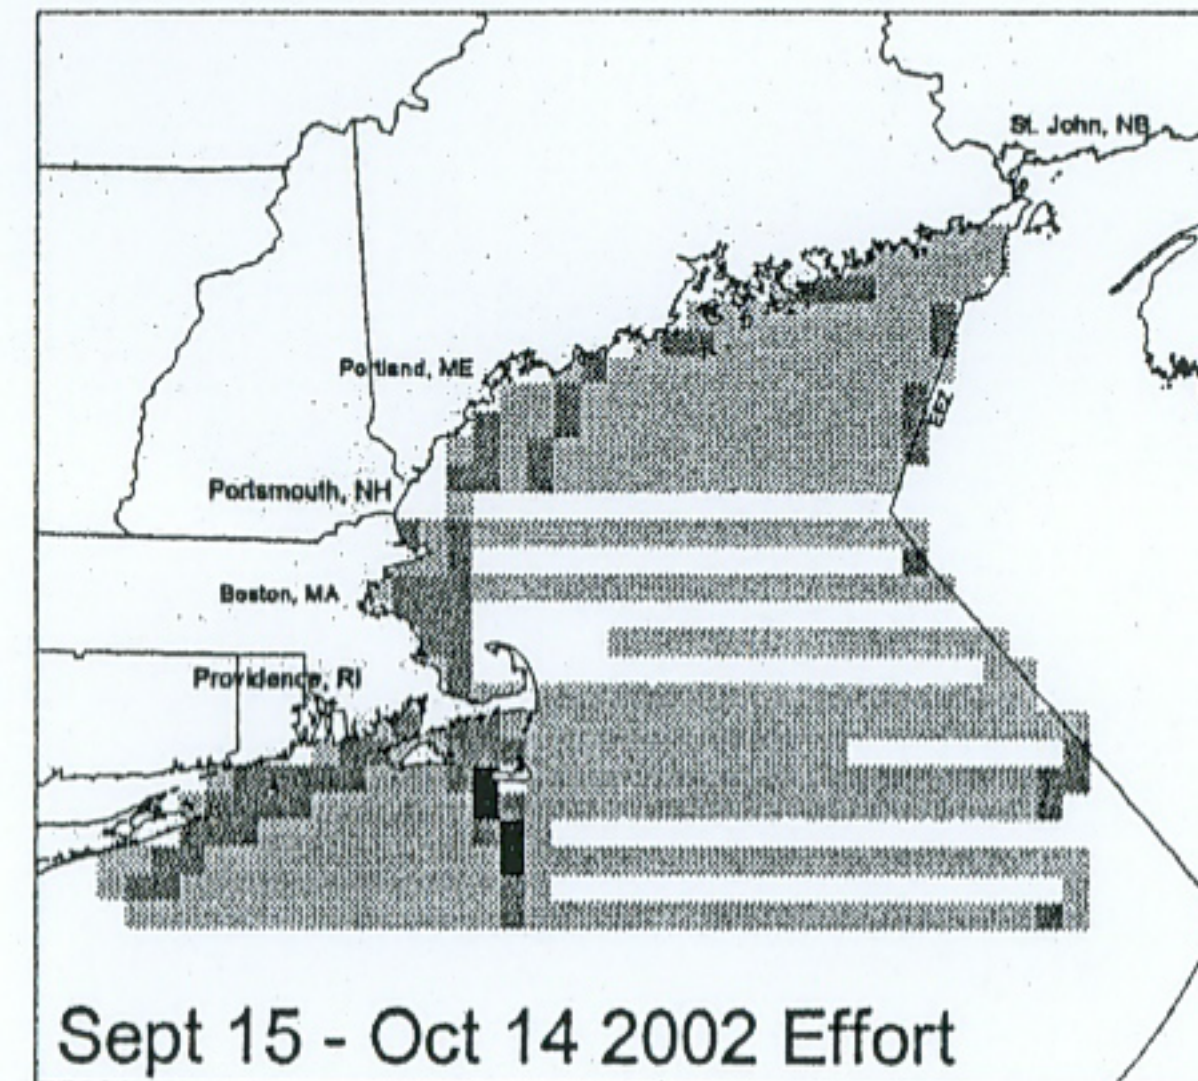 St. John, NB
Portland, ME
EEZ
Portsmouth, NH
Boston, MA
Providence, RI
Sept 15 - Oct 14 2002 Effort